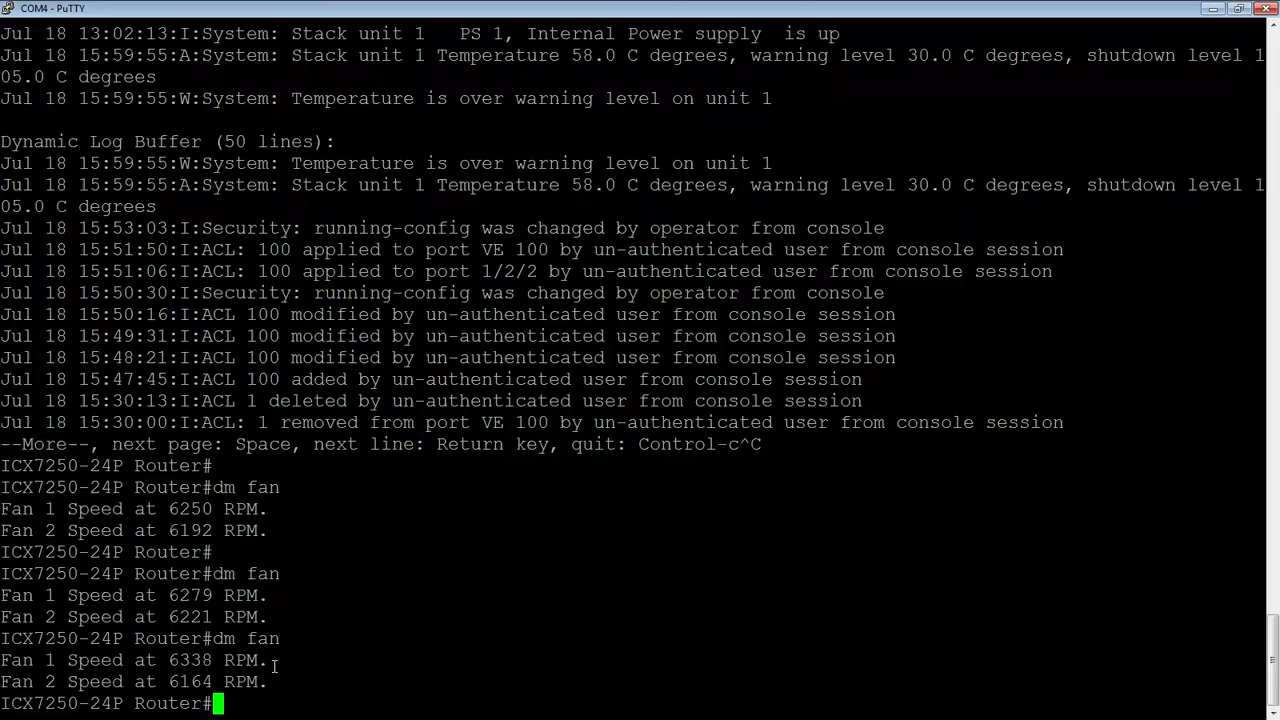 COM4 - PuTTY
Jul 18 13:02:13:I:System: Stack unit 1   PS 1, Internal Power supply  is up
Jul 18 15:59:55:A:System: Stack unit 1 Temperature 58.0 C degrees, warning level 30.0 C degrees, shutdown level 1
05.0 C degrees
Jul 18 15:59:55:W:System: Temperature is over warning level on unit 1
Dynamic Log Buffer (50 lines):
Jul 18 15:59:55:W:System: Temperature is over warning level on unit 1
Jul 18 15:59:55:A:System: Stack unit 1 Temperature 58.0 C degrees, warning level 30.0 C degrees, shutdown level 1
05.0 C degrees
Jul 18 15:53:03:I:Security: running-config was changed by operator from console
Jul 18 15:51:50:I:ACL: 100 applied to port VE 100 by un-authenticated user from console session
Jul 18 15:51:06:I:ACL: 100 applied to port 1/2/2 by un-authenticated user from console session
Jul 18 15:50:30:I:Security: running-config was changed by operator from console
Jul 18 15:50:16:I:ACL 100 modified by un-authenticated user from console session
Jul 18 15:49:31:I:ACL 100 modified by un-authenticated user from console session
Jul 18 15:48:21:I:ACL 100 modified by un-authenticated user from console session
Jul 18 15:47:45:I:ACL 100 added by un-authenticated user from console session
Jul 18 15:30:13:I:ACL 1 deleted by un-authenticated user from console session
Jul 18 15:30:00:I:ACL: 1 removed from port VE 100 by un-authenticated user from console session
--More--, next page: Space, next line: Return key, quit: Control-c^C
ICX7250-24P Router#
ICX7250-24P Router#dm fan
Fan 1 Speed at 6250 RPM.
Fan 2 Speed at 6192 RPM.
ICX7250-24P Router#
ICX7250-24P Router#dm fan
Fan 1 Speed at 6279 RPM.
Fan 2 Speed at 6221 RPM.
ICX7250-24P Router#dm fan
Fan 1 Speed at 6338 RPM.
Fan 2 Speed at 6164 RPM.
ICX7250-24P Router#